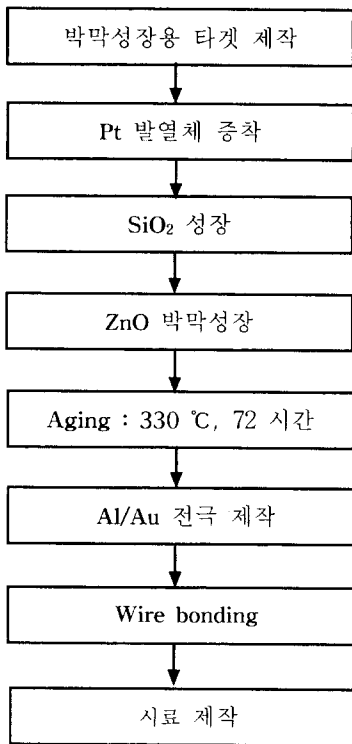 박막성장용 타겟 제작
Pt 발열체 증착
SiO₂ 성장
ZnO 박막성장
Aging : 330 ℃, 72 시간
Al/Au 전극 제작
Wire bonding
시료 제작